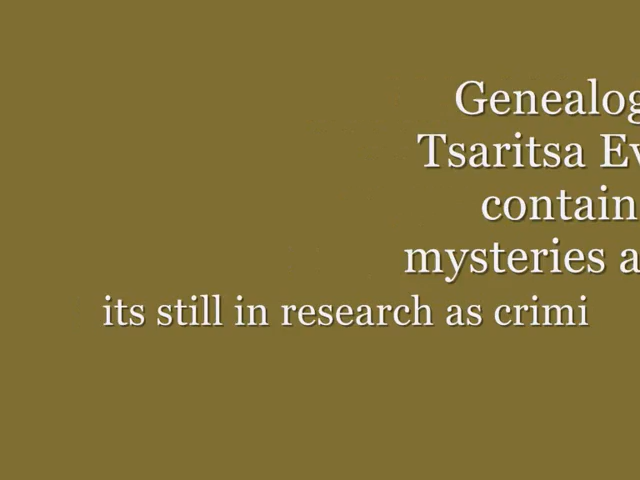 Genealog
Tsaritsa Ev
contain
mysteries a
its still in research as crimi